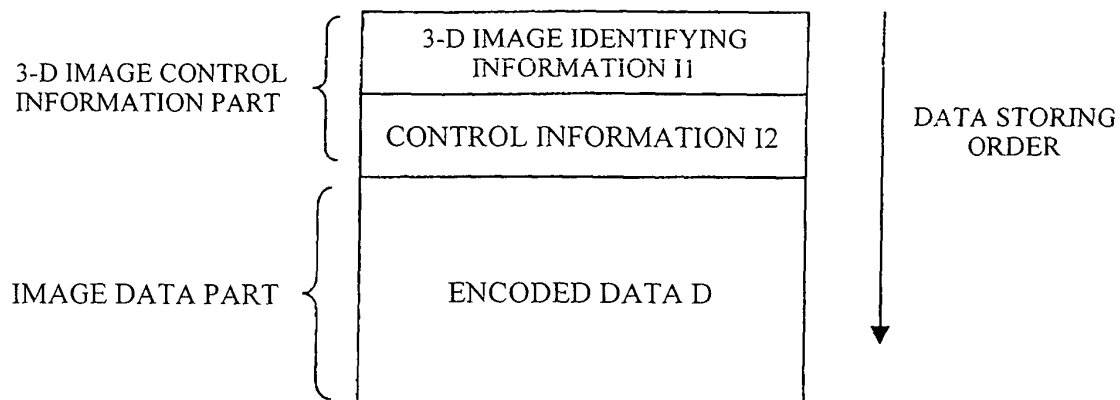 3-D IMAGE CONTROL
INFORMATION PART
3-D IMAGE IDENTIFYING
INFORMATION I1
CONTROL INFORMATION I2
DATA STORING
ORDER
IMAGE DATA PART
ENCODED DATA D